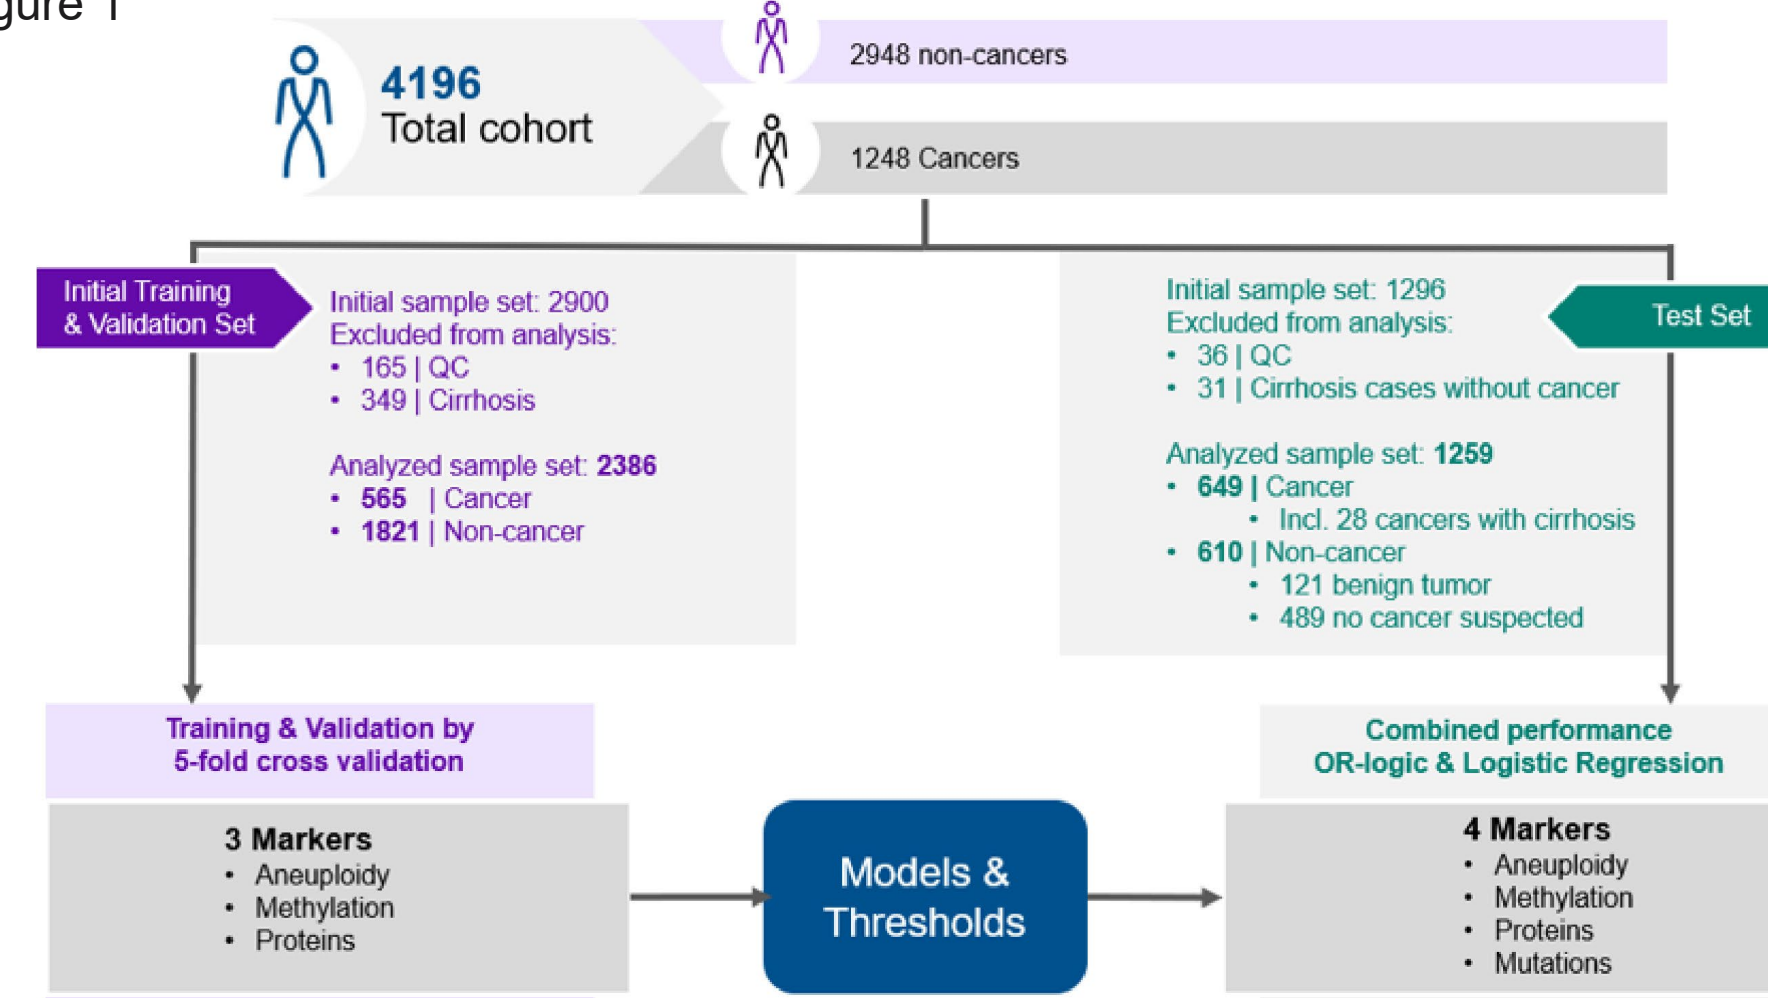 gure 1
4196
Total cohort
2948 non-cancers
1248 Cancers
Initial Training
& Validation Set
Initial sample set: 2900
Excluded from analysis:
• 165 | QC
• 349 | Cirrhosis
Analyzed sample set: 2386
• 565 | Cancer
• 1821 | Non-cancer
Test Set
Initial sample set: 1296
Excluded from analysis:
• 36 | QC
• 31 | Cirrhosis cases without cancer
Analyzed sample set: 1259
• 649 | Cancer
• Incl. 28 cancers with cirrhosis
• 610 | Non-cancer
• 121 benign tumor
• 489 no cancer suspected
Training & Validation by
5-fold cross validation
3 Markers
• Aneuploidy
• Methylation
• Proteins
Models &
Thresholds
Combined performance
OR-logic & Logistic Regression
4 Markers
• Aneuploidy
• Methylation
• Proteins
• Mutations